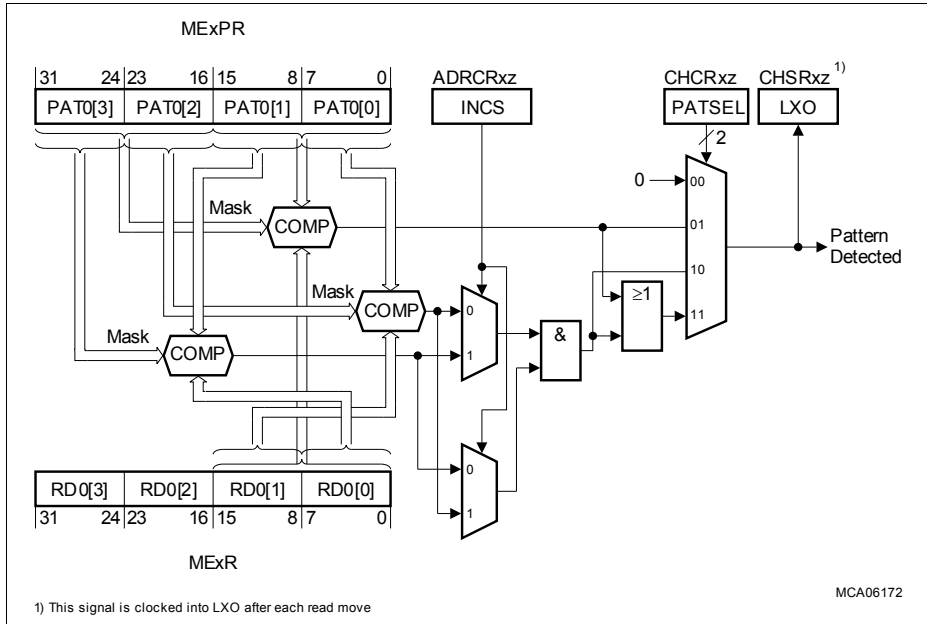 MExPR
31 24 23 16 15 8 7 0
PAT0[3] PAT0[2] PAT0[1] PAT0[0]
ADRCRxz
INCS
CHCRxz
PATSEL
CHSRxz 1)
LXO
2
0
00
Mask
COMP
01
Pattern
Detected
10
Mask
COMP
0
≥1
11
&
Mask
COMP
1
0
1
RD0[3] RD0[2] RD0[1] RD0[0]
31 24 23 16 15 8 7 0
MExR
1) This signal is clocked into LXO after each read move
MCA06172